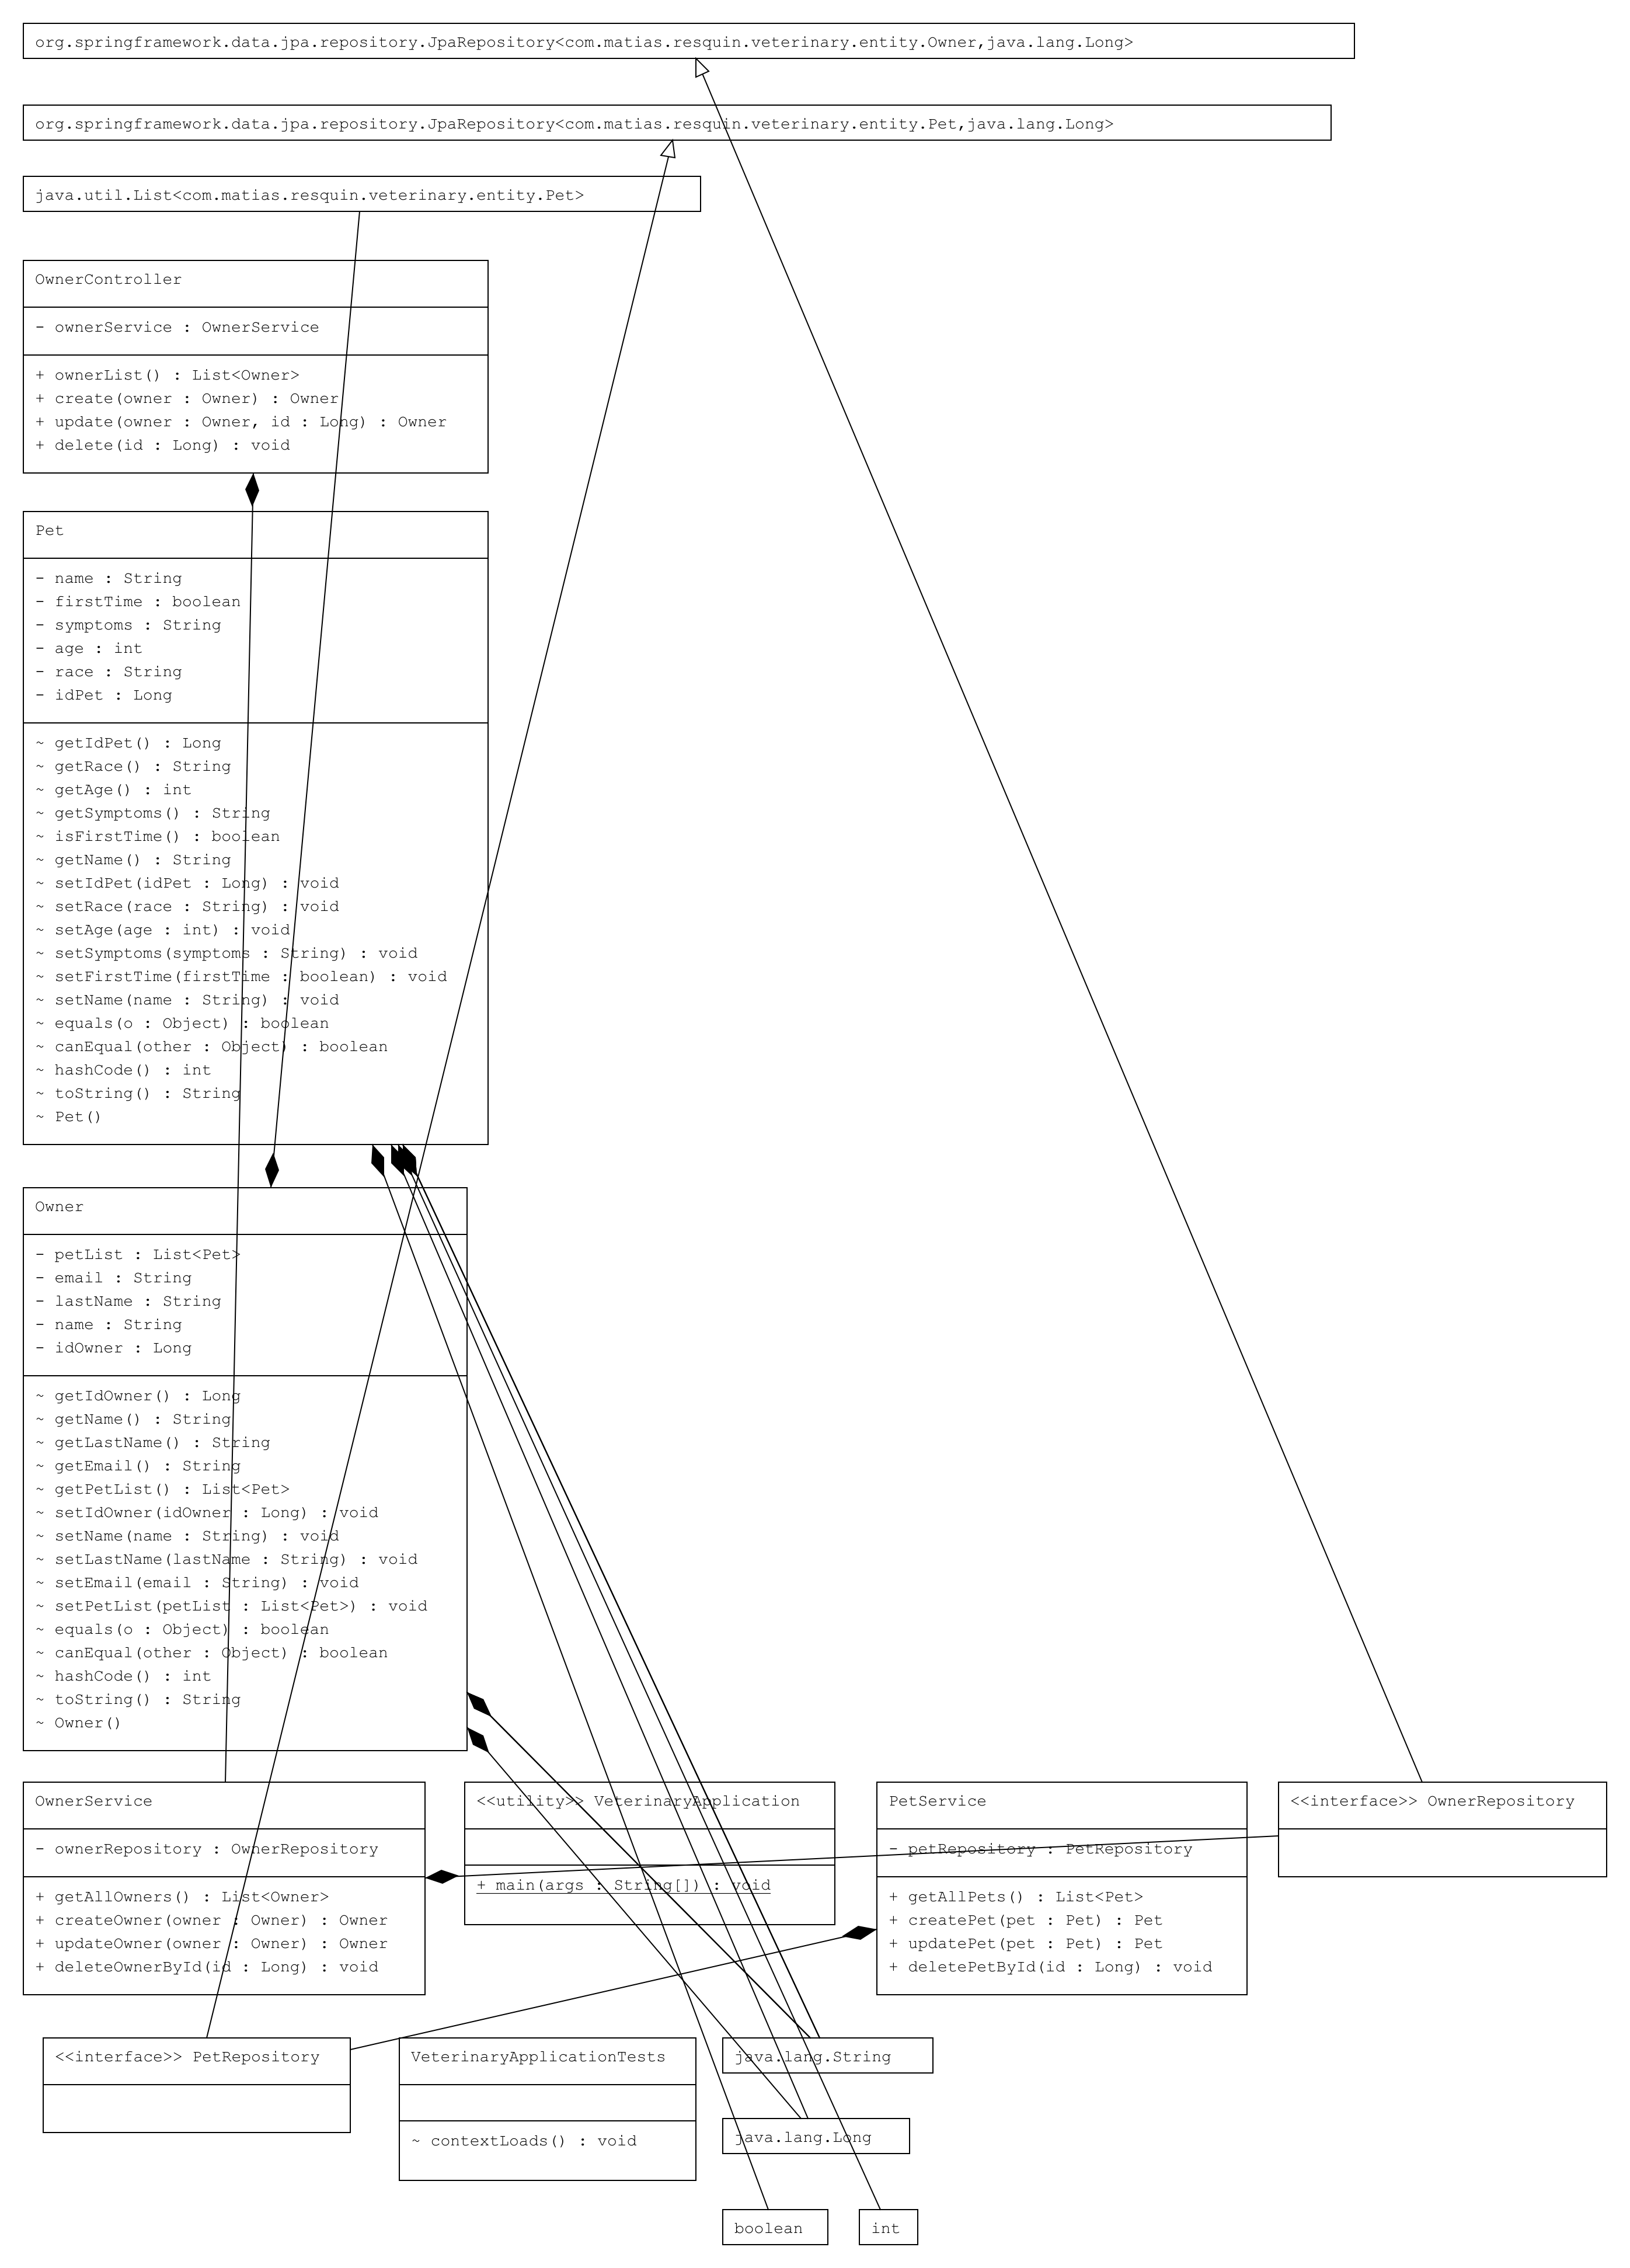 org.springframework.data.jpa.repository.JpaRepository<com.matias.resquin.veterinary.entity.Owner,java.lang.Long>
org.springframework.data.jpa.repository.JpaRepository<com.matias.resquin.veterinary.entity.Pet,java.lang.Long>
java.util.List<com.matias.resquin.veterinary.entity.Pet>
OwnerController
- ownerService : OwnerService
+ ownerList() : List<Owner>
+ create(owner : Owner) : Owner
+ update(owner : Owner, id : Long) : Owner
+ delete(id : Long) : void
Pet
- name : String
- firstTime : boolean
- symptoms : String
- age : int
- race : String
- idPet : Long
~ getIdPet() : Long
~ getRace() : String
~ getAge() : int
~ getSymptoms() : String
~ isFirstTime() : boolean
~ getName() : String
~ setIdPet(idPet : Long) : void
~ setRace(race : String) : void
~ setAge(age : int) : void
~ setSymptoms(symptoms : String) : void
~ setFirstTime(firstTime : boolean) : void
~ setName(name : String) : void
~ equals(o : Object) : boolean
~ canEqual(other : Object) : boolean
~ hashCode() : int
~ toString() : String
~ Pet()
Owner
- petList : List<Pet>
- email : String
- lastName : String
- name : String
- idOwner : Long
~ getIdOwner() : Long
~ getName() : String
~ getLastName() : String
~ getEmail() : String
~ getPetList() : List<Pet>
~ setIdOwner(idOwner : Long) : void
~ setName(name : String) : void
~ setLastName(lastName : String) : void
~ setEmail(email : String) : void
~ setPetList(petList : List<Pet>) : void
~ equals(o : Object) : boolean
~ canEqual(other : Object) : boolean
~ hashCode() : int
~ toString() : String
~ Owner()
OwnerService
- ownerRepository : OwnerRepository
+ getAllOwners() : List<Owner>
+ createOwner(owner : Owner) : Owner
+ updateOwner(owner : Owner) : Owner
+ deleteOwnerById(id : Long) : void
<<utility>> VeterinaryApplication
+ main(args : String[]) : void
PetService
- petRepository : PetRepository
+ getAllPets() : List<Pet>
+ createPet(pet : Pet) : Pet
+ updatePet(pet : Pet) : Pet
+ deletePetById(id : Long) : void
<<interface>> OwnerRepository
<<interface>> PetRepository
VeterinaryApplicationTests
~ contextLoads() : void
java.lang.String
java.lang.Long
boolean
int